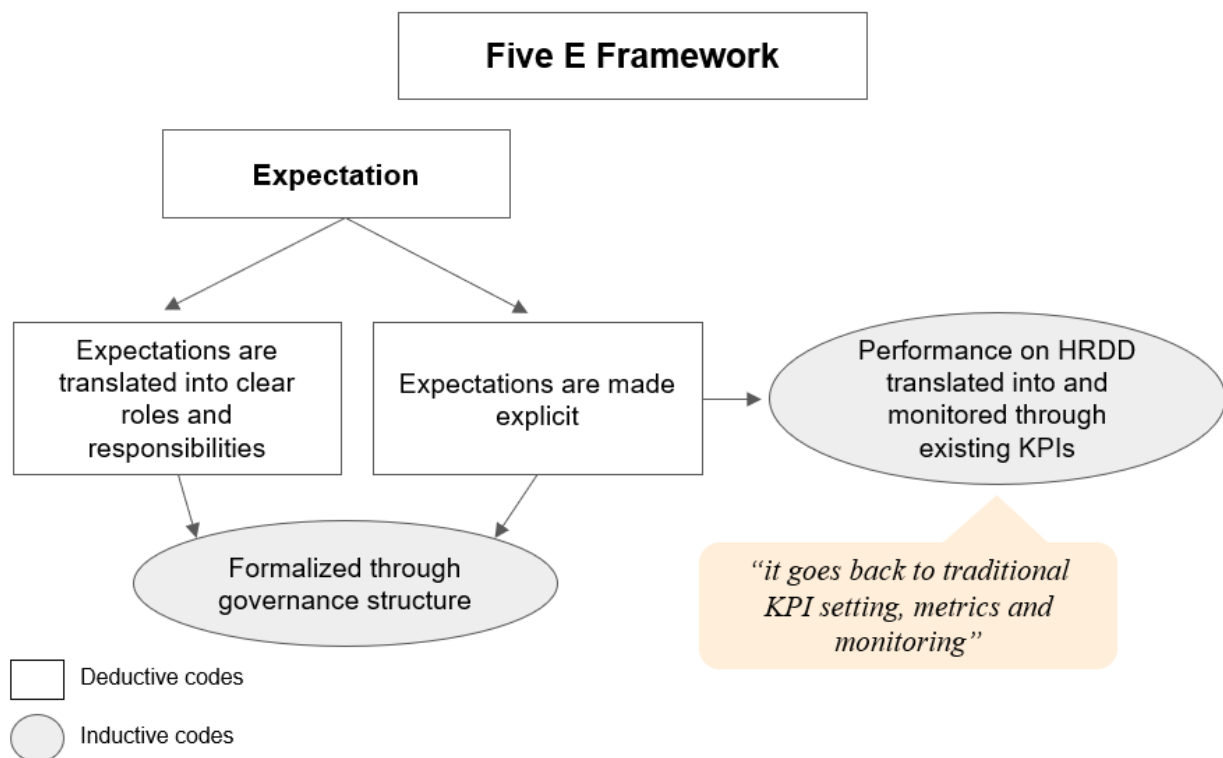 Five E Framework
Expectation
Expectations are
translated into clear
roles and
responsibilities
Expectations are made
explicit
Performance on HRDD
translated into and
monitored through
existing KPIs
Formalized through
governance structure
“it goes back to traditional
KPI setting, metrics and
monitoring”
Deductive codes
Inductive codes